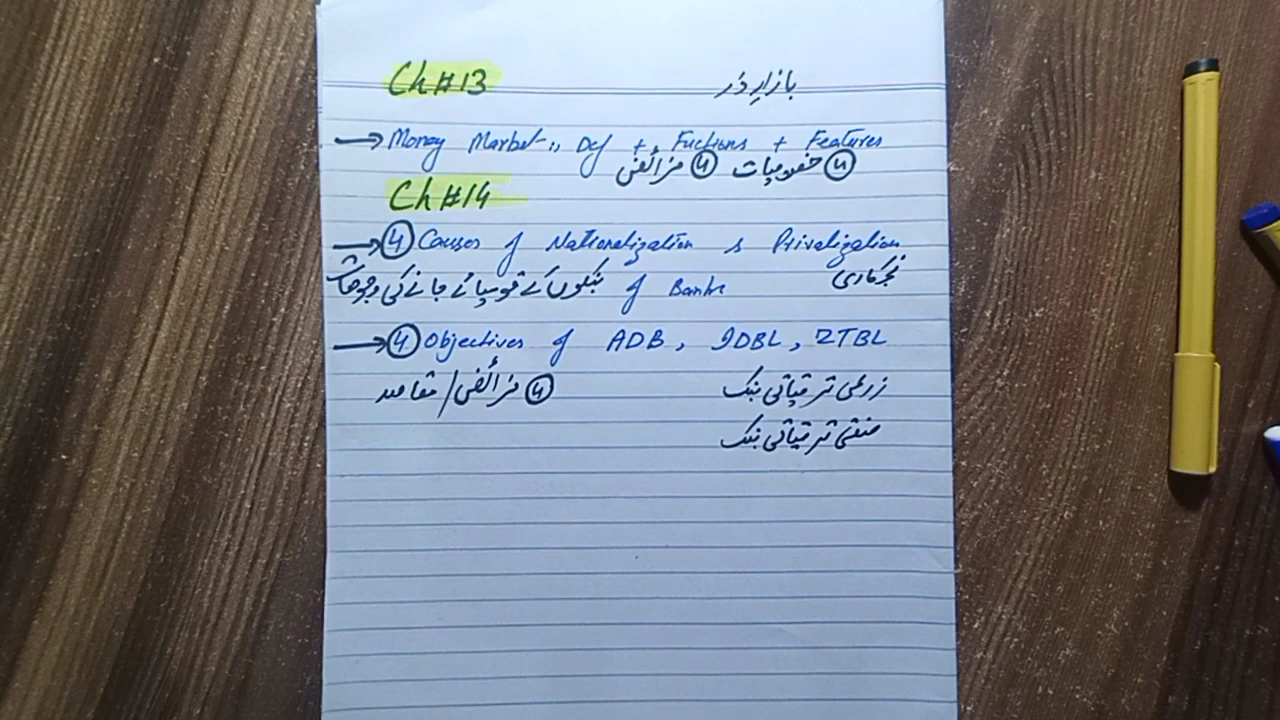 Ch#13 بازارِ زر
→ Money Market:, Def + Fuctions + Features
④ فرائض ④ خصوصیات
Ch#14
→ ④ Causes of Nationalization & Privatization
بنکوں کے قومیائے جانے کی وجوھات of Banks نجکاری
→ ④ Objectives of ADB, IDBL, ZTBL
④ فرائض/مقاصد زرعی ترقیاتی بنک
صنعتی ترقیاتی بنک